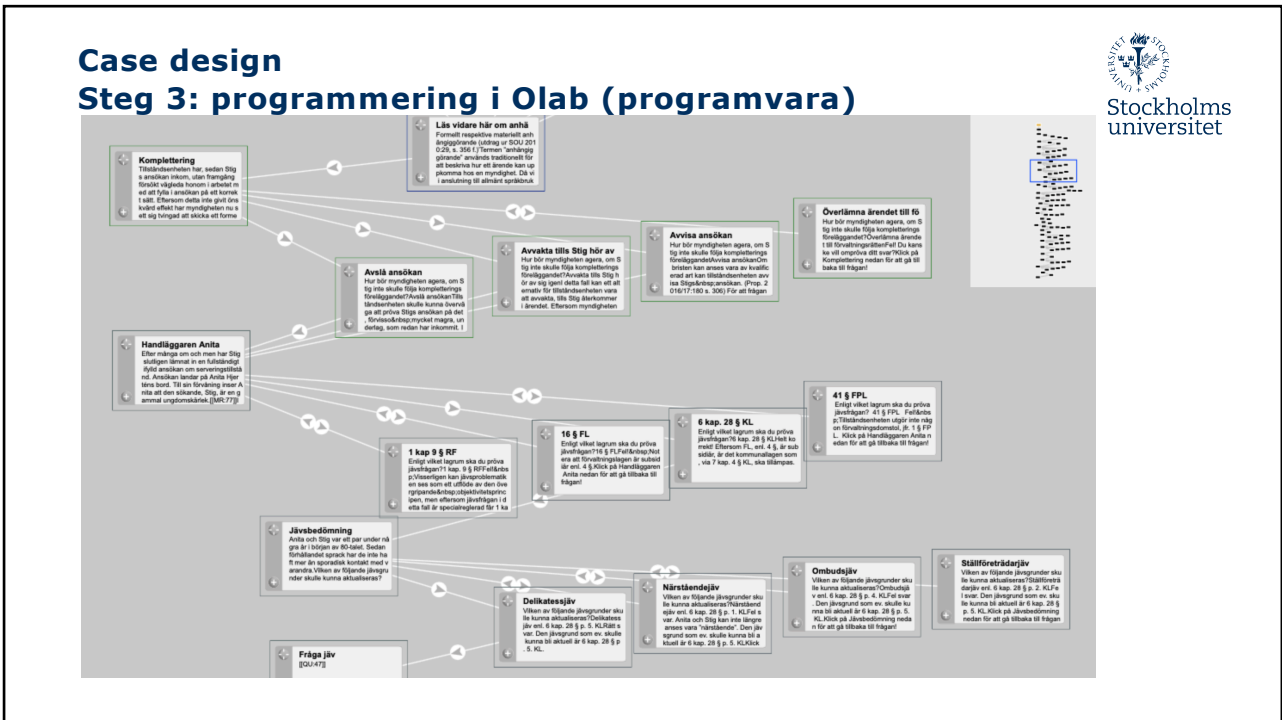 Case design
Steg 3: programmering i Olab (programvara)
Stockholms
universitet
Läs vidare här om anhä
Formellt respektive materiellt anh
ängiggörande (utdrag ur SOU 201
0:29, s. 356 f.)'Termen "anhängig
görande" används traditionellt för
att beskriva hur ett ärende kan up
pkomma hos en myndighet. Då vi
i anslutning till allmänt språkbruk
Komplettering
Tillståndsenheten har, sedan Stig
s ansökan inkom, utan framgång
försökt vägleda honom i arbetet m
ed att fylla i ansökan på ett korrek
t sätt. Eftersom detta inte givit öns
kvärd effekt har myndigheten nu s
ett sig tvingad att skicka ett forme
Överlämna ärendet till fö
Hur bör myndigheten agera, om S
tig inte skulle följa kompletterings
föreläggandet?Överlämna ärende
t till förvaltningsrättenFel! Du kans
ke vill ompröva ditt svar?Klick på
Komplettering nedan för att gå till
baka till frågan!
Avvisa ansökan
Hur bör myndigheten agera, om S
tig inte skulle följa kompletterings
föreläggandetAvvisa ansökanOm
bristen kan anses vara av kvalific
erad art kan tillståndsenheten avv
isa Stigs&nbsp;ansökan. (Prop. 2
016/17:180 s. 306) För att frågan
Avvakta tills Stig hör av
Hur bör myndigheten agera, om S
tig inte skulle följa kompletterings
föreläggandet?Avvakta tills Stig h
ör av sigeni detta fall kan ett alt
ernativ för tillståndsenheten vara
att avvakta, tills Stig återkommer
i ärendet. Eftersom myndigheten
Avslå ansökan
Hur bör myndigheten agera, om S
tig inte skulle följa kompletterings
föreläggandet?Avslå ansökanTills
tändsenheten skulle kunna övervä
ga att pröva Stigs ansökan på det
, förvisso&nbsp;mycket magra, un
derlag, som redan har inkommit. I
Handläggaren Anita
Efter många om och men har Stig
slutligen lämnat in en fullständigt
ifylld ansökan om serveringstillstå
nd. Ansökan landar på Anita Hjer
téns bord. Till sin förvåning inser A
nita att den sökande, Stig, är en g
ammal ungdomskärlek.[[MR:77]]I
41 § FPL
Enligt vilket lagrum ska du pröva
jävsfrågan? 41 § FPL Fel!&nbs
p;Tillståndsenheten utgör inte någ
on förvaltningsdomstol, jfr. 1 § FP
L. Klick på Handläggaren Anita n
edan för att gå tillbaka till frågan!
6 kap. 28 § KL
Enligt vilket lagrum ska du pröva
jävsfrågan?6 kap. 28 § KLHelt ko
rrekt! Eftersom FL, enl. 4 §, är sub
sidiär, är det kommunallagen som
, via 7 kap. 4 § KL, ska tillämpas.
16 § FL
Enligt vilket lagrum ska du pröva
jävsfrågan?16 § FLFel!&nbsp;Not
era att förvaltningslagen är subsid
iär enl. 4 §.Klick på Handläggaren
Anita nedan för att gå tillbaka till
frågan!
1 kap 9 § RF
Enligt vilket lagrum ska du pröva
jävsfrågan?1 kap. 9 § RFFel!&nbs
p;Visserligen kan jävsproblematik
en ses som ett utflöde av den öve
rgripande&nbsp;objektivitetsprinc
ipen, men eftersom jävsfrågan i d
etta fall är specialreglerad får 1 ka
Jävsbedömning
Anita och Stig var ett par under nå
gra år i början av 80-talet. Sedan
förhållandet sprack har de inte ha
ft mer än sporadisk kontakt med v
arandra.Vilken av följande jävsgru
nder skulle kunna aktualiseras?
Ställföreträdarjäv
Vilken av följande jävsgrunder sku
lle kunna aktualiseras?Ställföreträ
darjäv enl. 6 kap. 28 § p. 2. KLFe
l svar. Den jävsgrund som ev. sku
lle kunna bli aktuell är 6 kap. 28 §
p. 5. KL.Klick på Jävsbedömning
nedan för att gå tillbaka till frågan
Ombudsjäv
Vilken av följande jävsgrunder sku
lle kunna aktualiseras?Ombudsjä
v enl. 6 kap. 28 § p. 4. KLFel svar
. Den jävsgrund som ev. skulle ku
nna bli aktuell är 6 kap. 28 § p. 5.
KL.Klick på Jävsbedömning neda
n för att gå tillbaka till frågan!
Närståendejäv
Vilken av följande jävsgrunder sku
lle kunna aktualiseras?Närståend
ejäv enl. 6 kap. 28 § p. 1. KLFel s
var. Anita och Stig kan inte längre
anses vara "närstående". Den jäv
sgrund som ev. skulle kunna bli a
ktuell är 6 kap. 28 § p. 5. KLKlick
Delikatessjäv
Vilken av följande jävsgrunder sku
lle kunna aktualiseras?Delikatess
jäv enl. 6 kap. 28 § p. 5. KLRätt s
var. Den jävsgrund som ev. skulle
kunna bli aktuell är 6 kap. 28 § p
. 5. KL.
Fråga jäv
[[QU:47]]